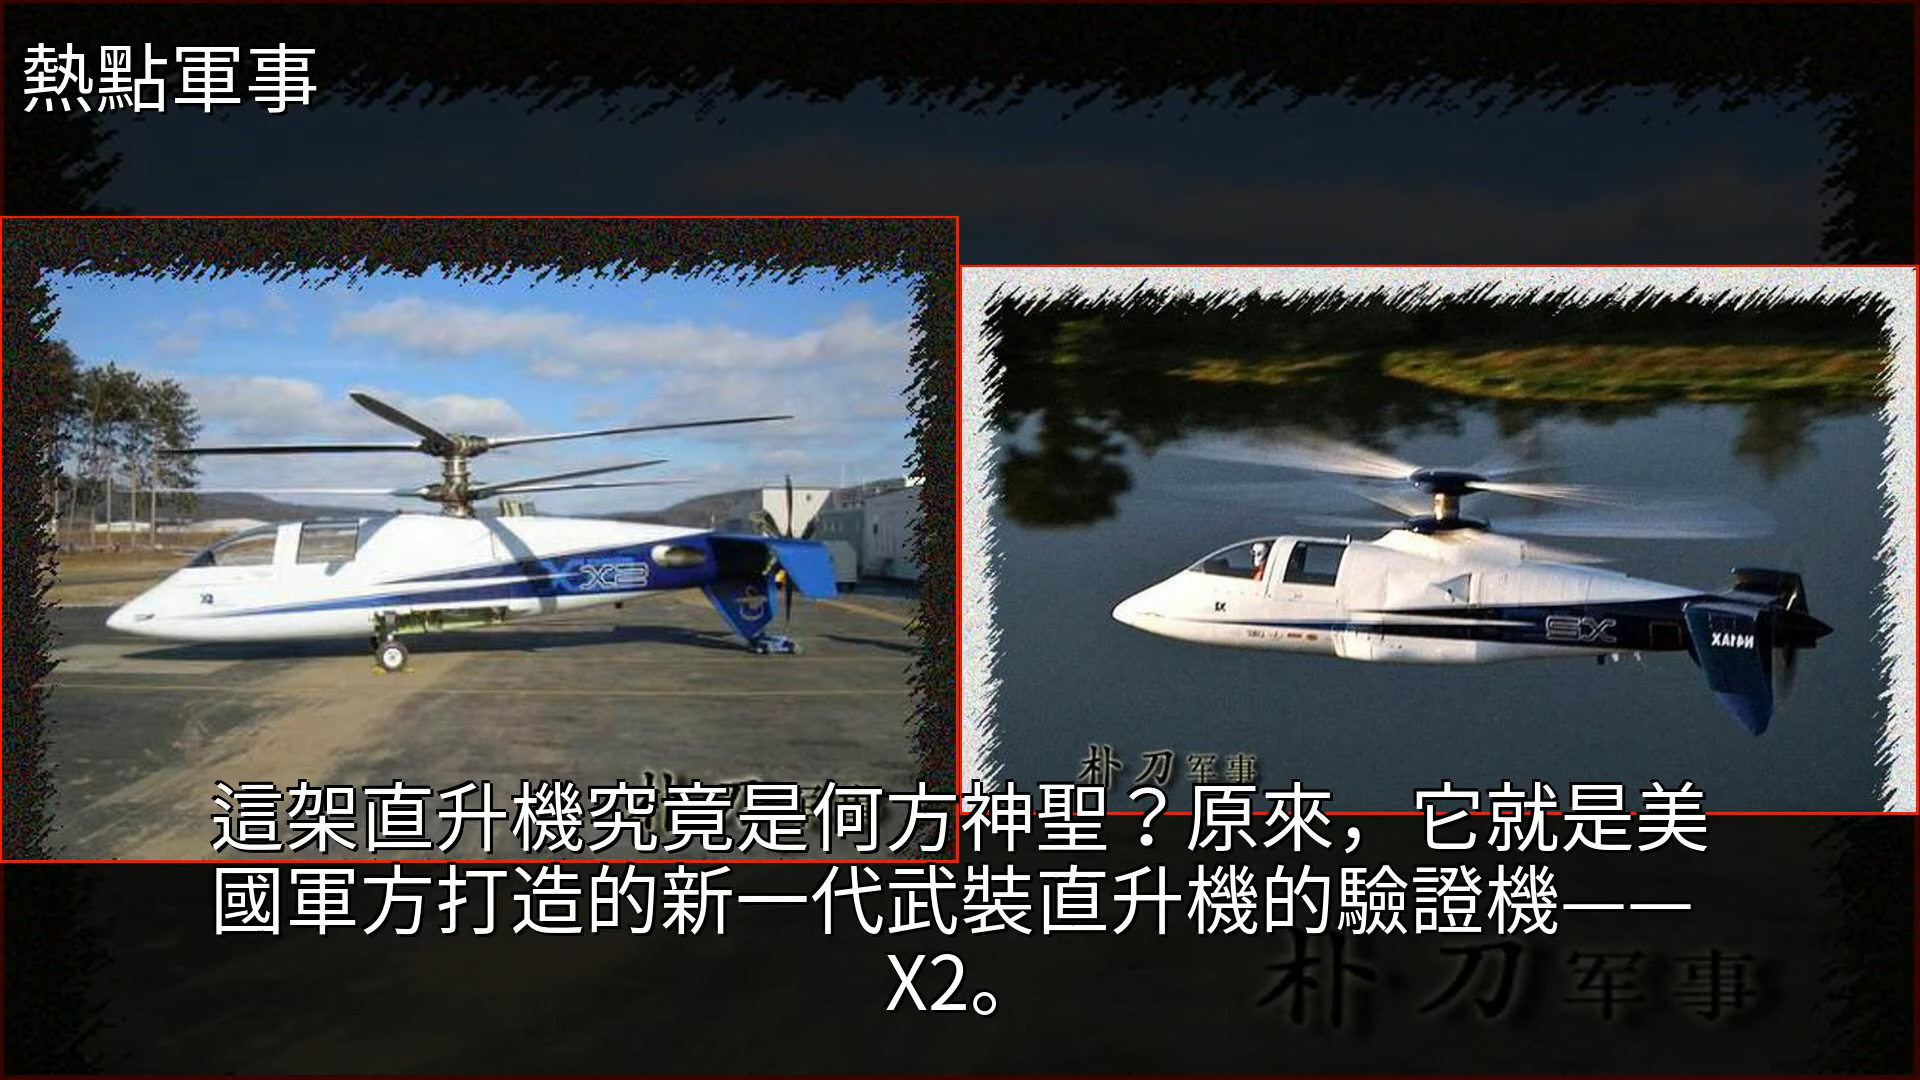 熱點軍事
X2
X2
N41AX
朴刀军事
這架直升機究竟是何方神聖？原來，它就是美
國軍方打造的新一代武裝直升機的驗證機——
X2。
朴刀军事